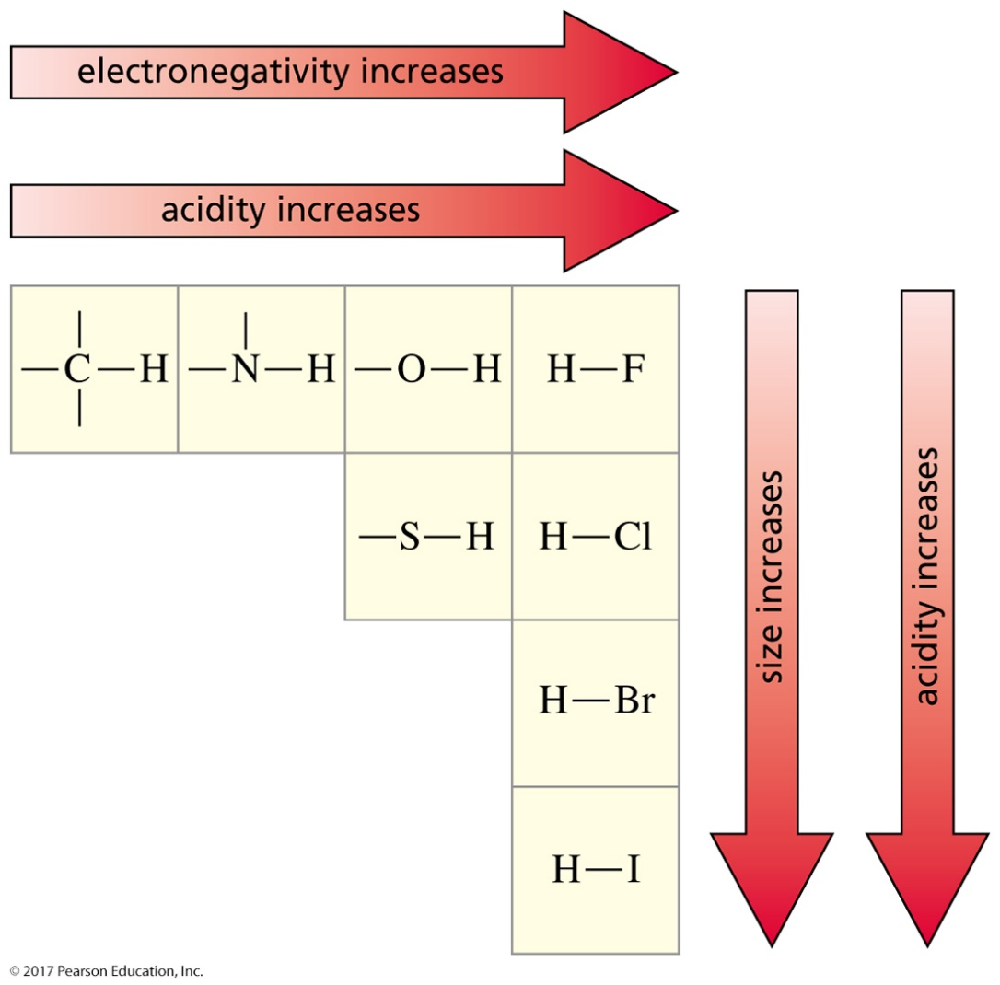 electronegativity increases
acidity increases
—C—H
—N—H
—O—H
H—F
—S—H
H—Cl
H—Br
H—I
size increases
acidity increases
© 2017 Pearson Education, Inc.